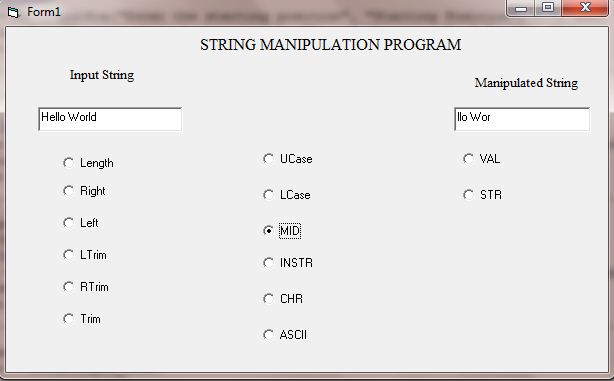 Form1
STRING MANIPULATION PROGRAM
Input String
Manipulated String
Hello World
llo Wor
Length
Right
Left
LTrim
RTrim
Trim
UCase
LCase
MID
INSTR
CHR
ASCII
VAL
STR